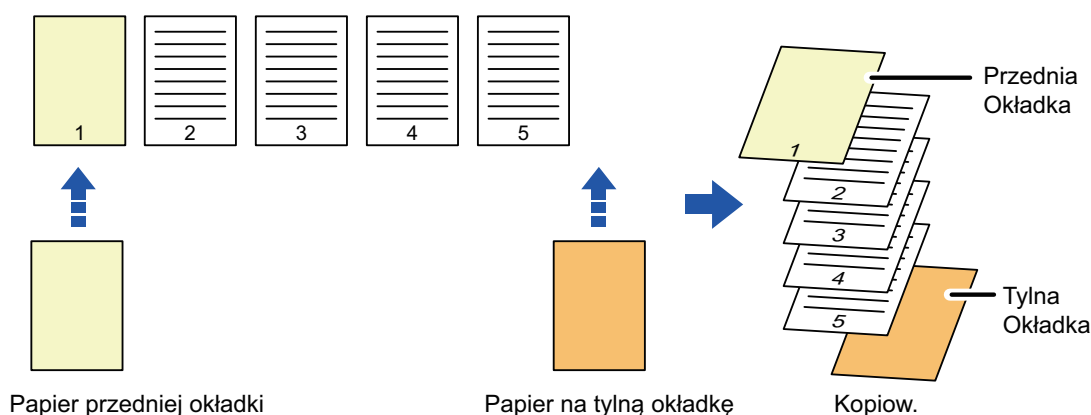 1
2
3
4
5
Papier przedniej okładki
Papier na tylną okładkę
Przednia
Okładka
1
2
3
4
5
Tylna
Okładka
Kopiow.